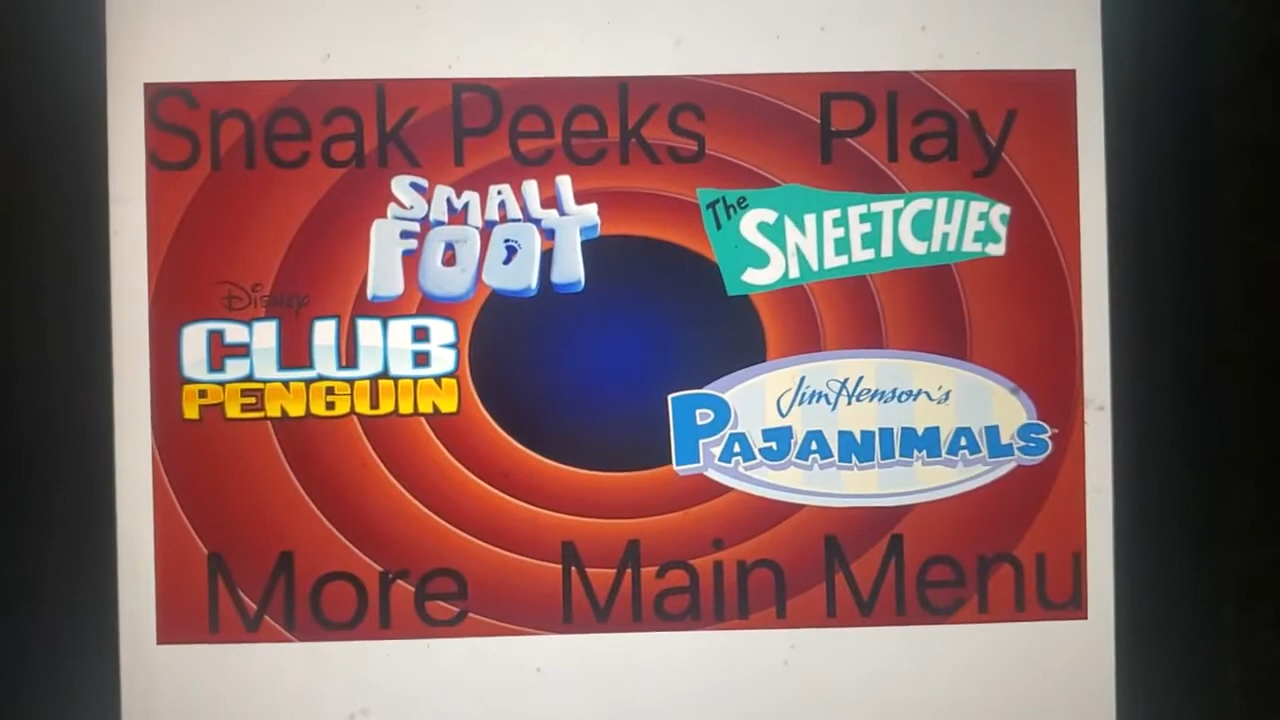 Sneak Peeks
Play
SMALL
FOOT
The
SNEETCHES
Disney
CLUB
PENGUIN
Jim Henson's
PAJANIMALS
More
Main Menu